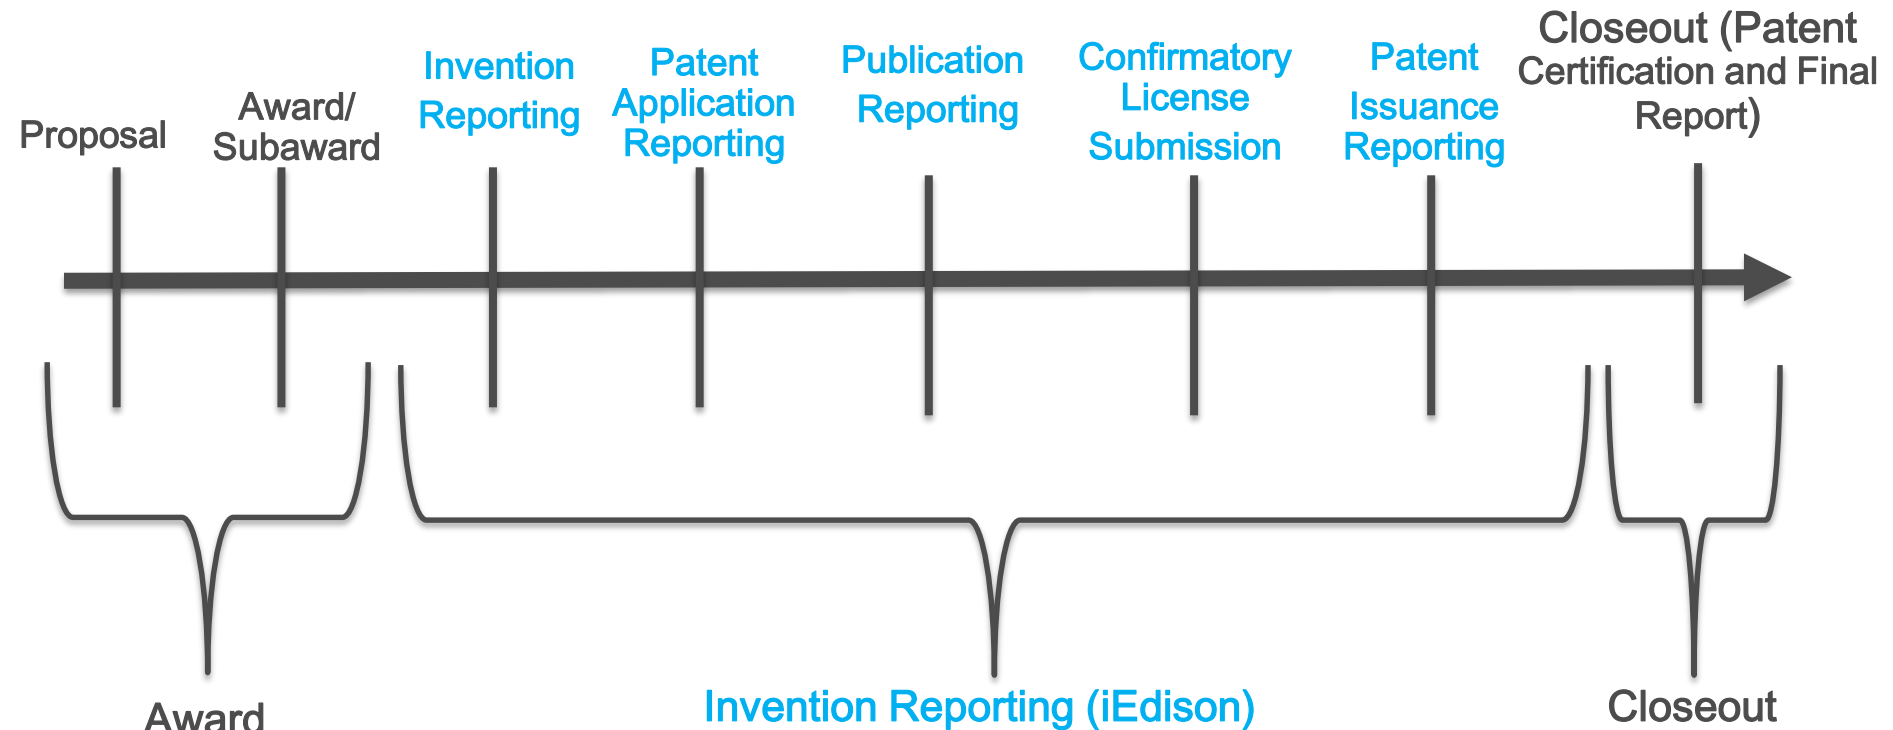 Proposal
Award/
Subaward
Invention
Reporting
Patent
Application
Reporting
Publication
Reporting
Confirmatory
License
Submission
Patent
Issuance
Reporting
Closeout (Patent
Certification and Final
Report)
Award
Invention Reporting (iEdison)
Closeout